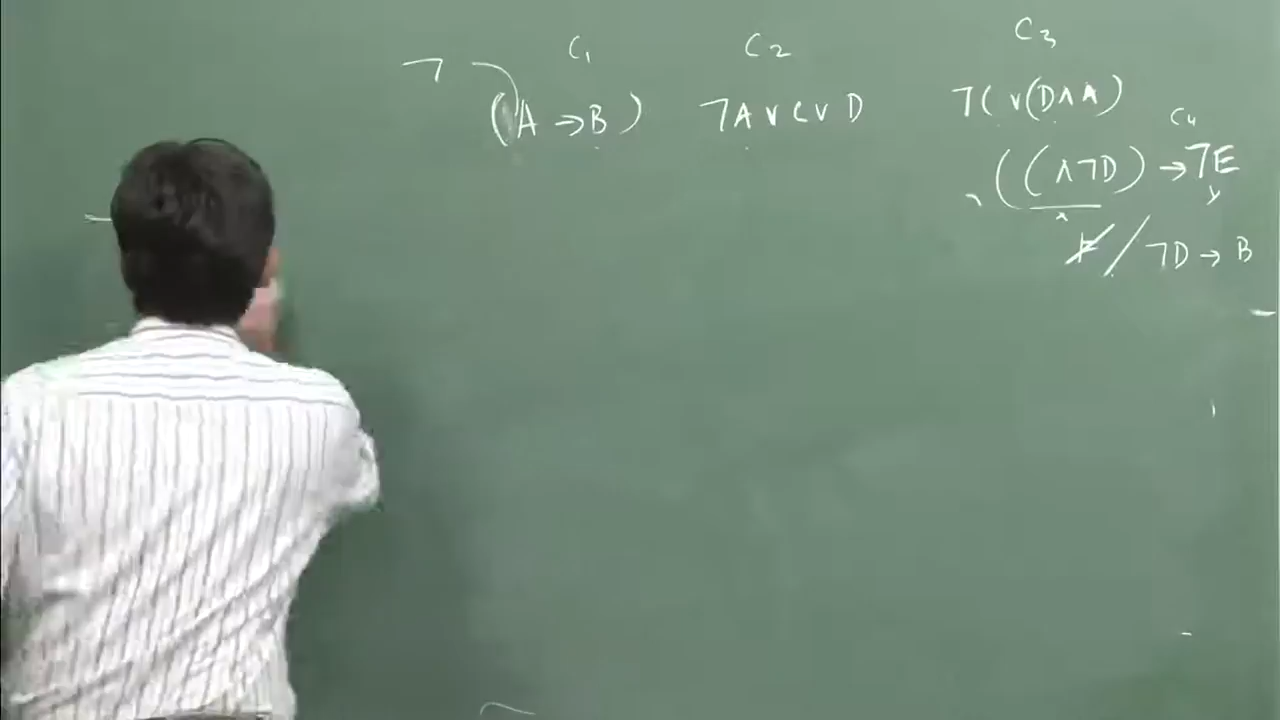 C₁ C₂ C₃
¬ (A → B) ¬A ∨ C ∨ D ¬C ∨ (D ∧ A)
C₄
((C ∧ ¬D) → ¬E
x y
/ ¬D → B